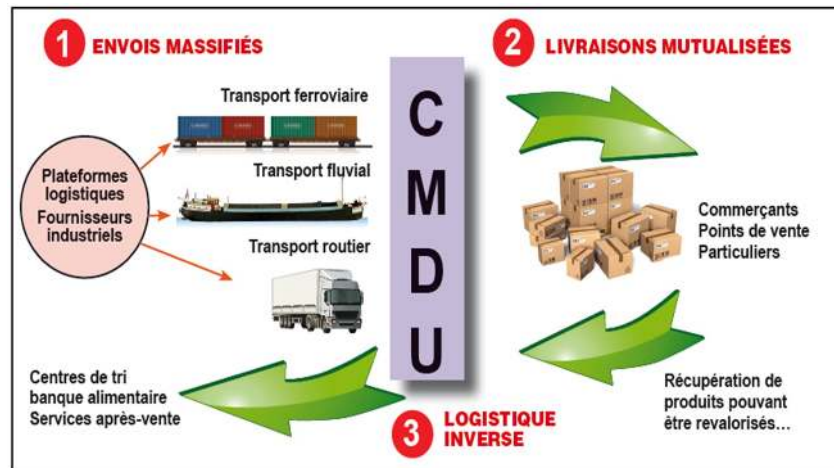 1 ENVOIS MASSIFIÉS
Transport ferroviaire
Plateformes
logistiques
Fournisseurs
industriels
Transport fluvial
Transport routier
C
M
D
U
2 LIVRAISONS MUTUALISÉES
Commerçants
Points de vente
Particuliers
Récupération de
produits pouvant
être revalorisés...
3 LOGISTIQUE
INVERSE
Centres de tri
banque alimentaire
Services après-vente